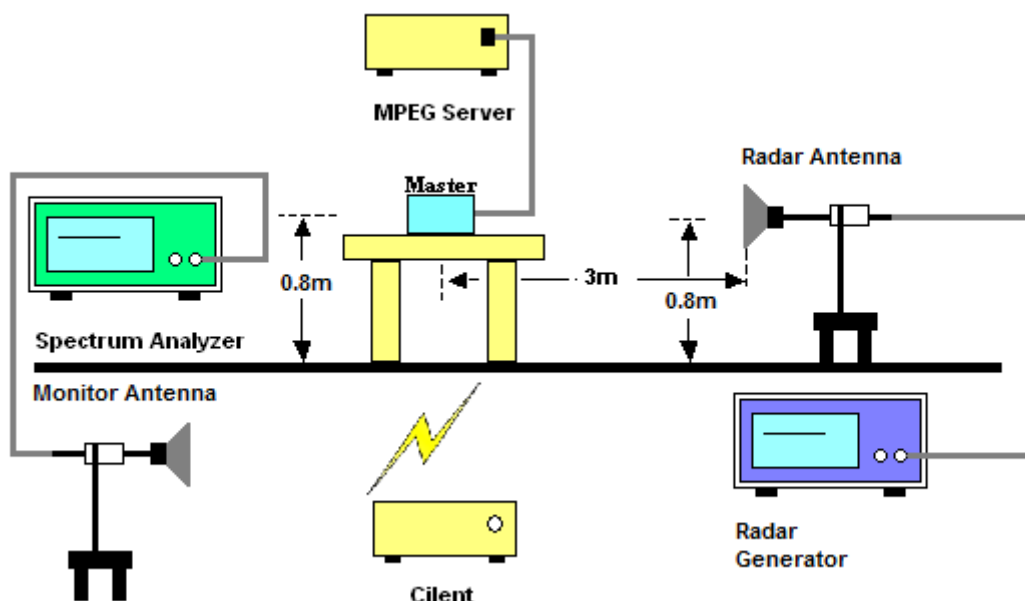 MPEG Server
Radar Antenna
Master
0.8m
3m
0.8m
Spectrum Analyzer
Monitor Antenna
Radar
Generator
Cilent